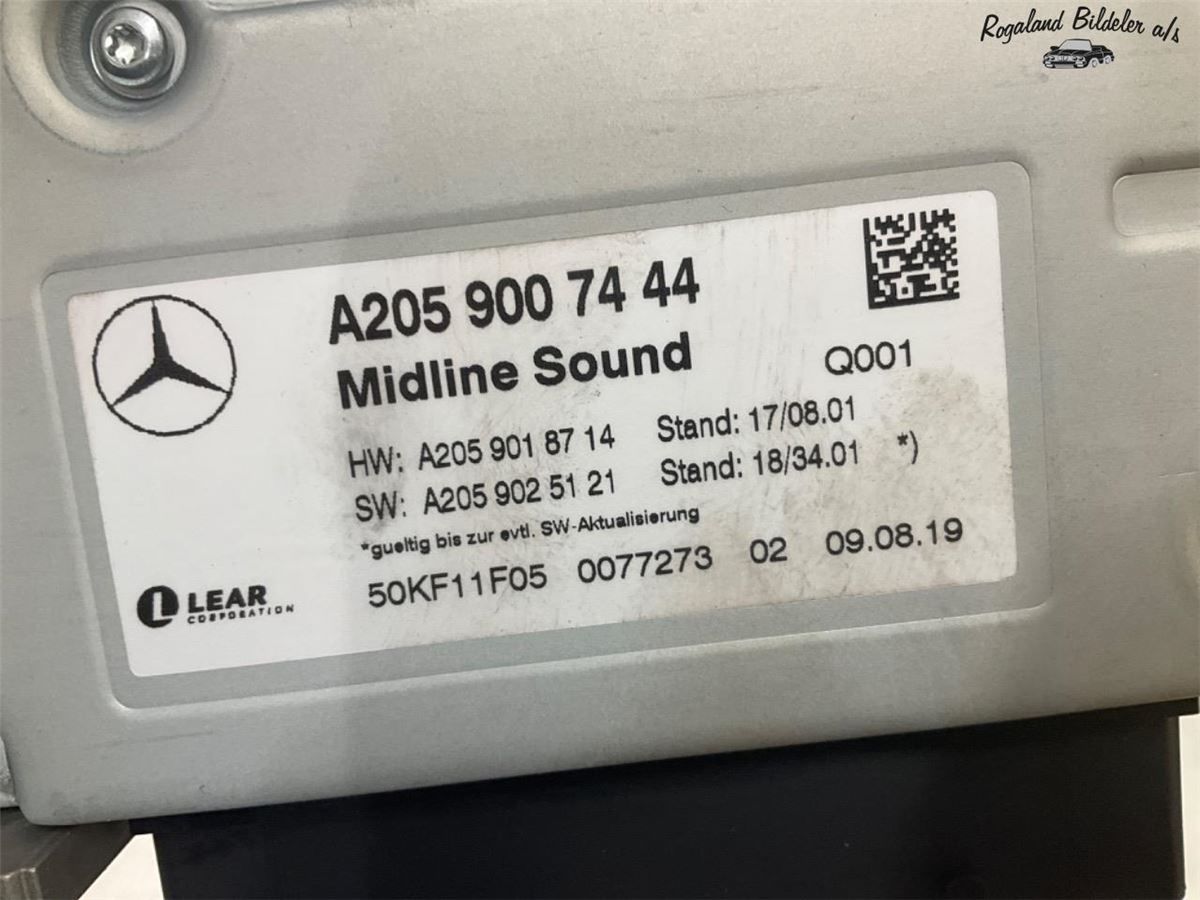 Rogaland Bildeler a/s
A205 900 74 44
Midline Sound
Q001
HW: A205 901 87 14 Stand: 17/08.01
SW: A205 902 51 21 Stand: 18/34.01 *)
*gueltig bis zur evtl. SW-Aktualisierung
50KF11F05 0077273 02 09.08.19
LEAR
CORPORATION